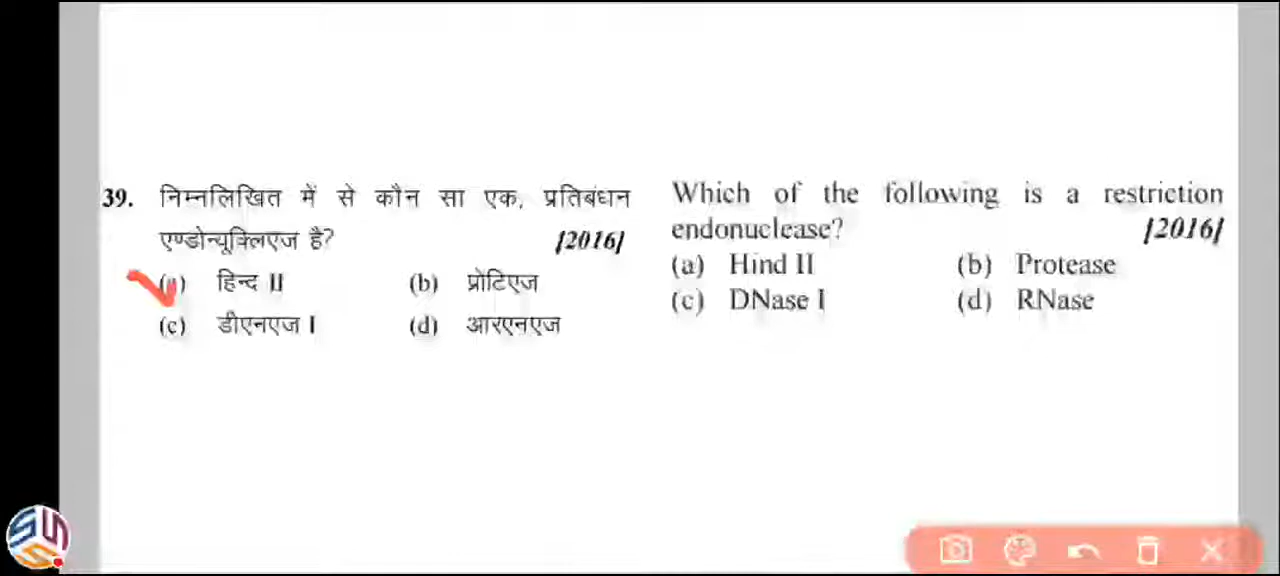 39. निम्नलिखित में से कौन सा एक, प्रतिबंधन
एण्डोन्यूक्लिएज है? [2016]
(a) हिन्द II (b) प्रोटिएज
(c) डीएनएज I (d) आरएनएज
Which of the following is a restriction
endonuclease? [2016]
(a) Hind II (b) Protease
(c) DNase I (d) RNase